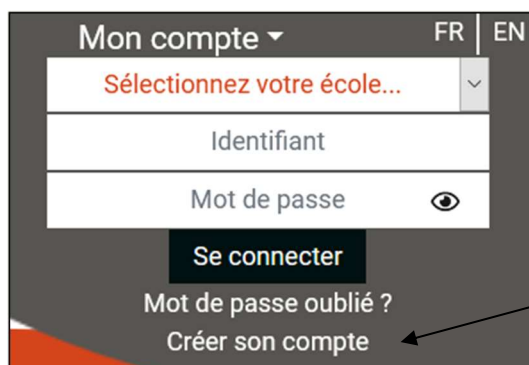 Mon compte FR | EN
Sélectionnez votre école...
Identifiant
Mot de passe
Se connecter
Mot de passe oublié ?
Créer son compte